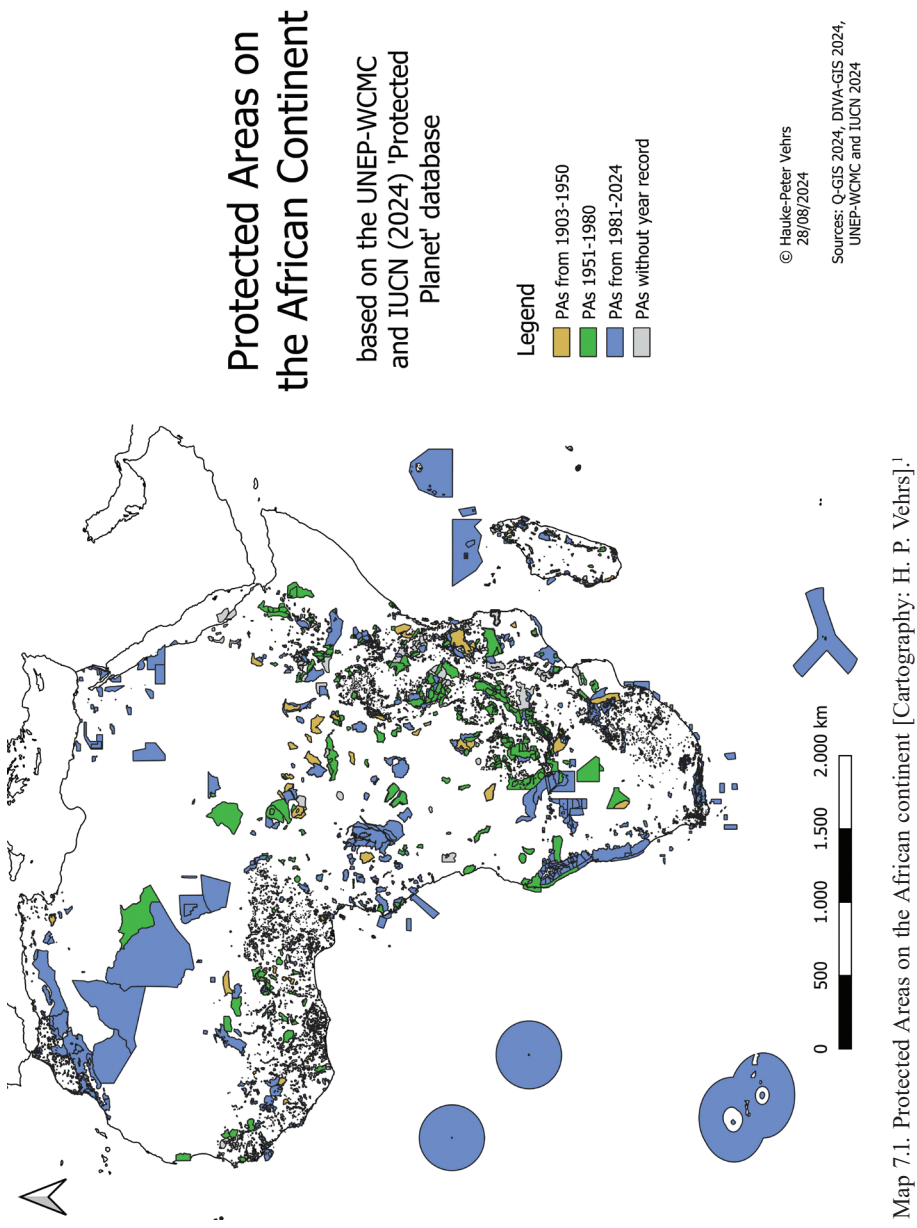 Protected Areas on
the African Continent
based on the UNEP-WCMC
and IUCN (2024) 'Protected
Planet' database
Legend
PAs from 1903-1950
PAs 1951-1980
PAs from 1981-2024
PAs without year record
© Hauke-Peter Vehrs
28/08/2024
Sources: Q-GIS 2024, DIVA-GIS 2024,
UNEP-WCMC and IUCN 2024
0 500 1.000 1.500 2.000 km
Map 7.1. Protected Areas on the African continent [Cartography: H. P. Vehrs].¹